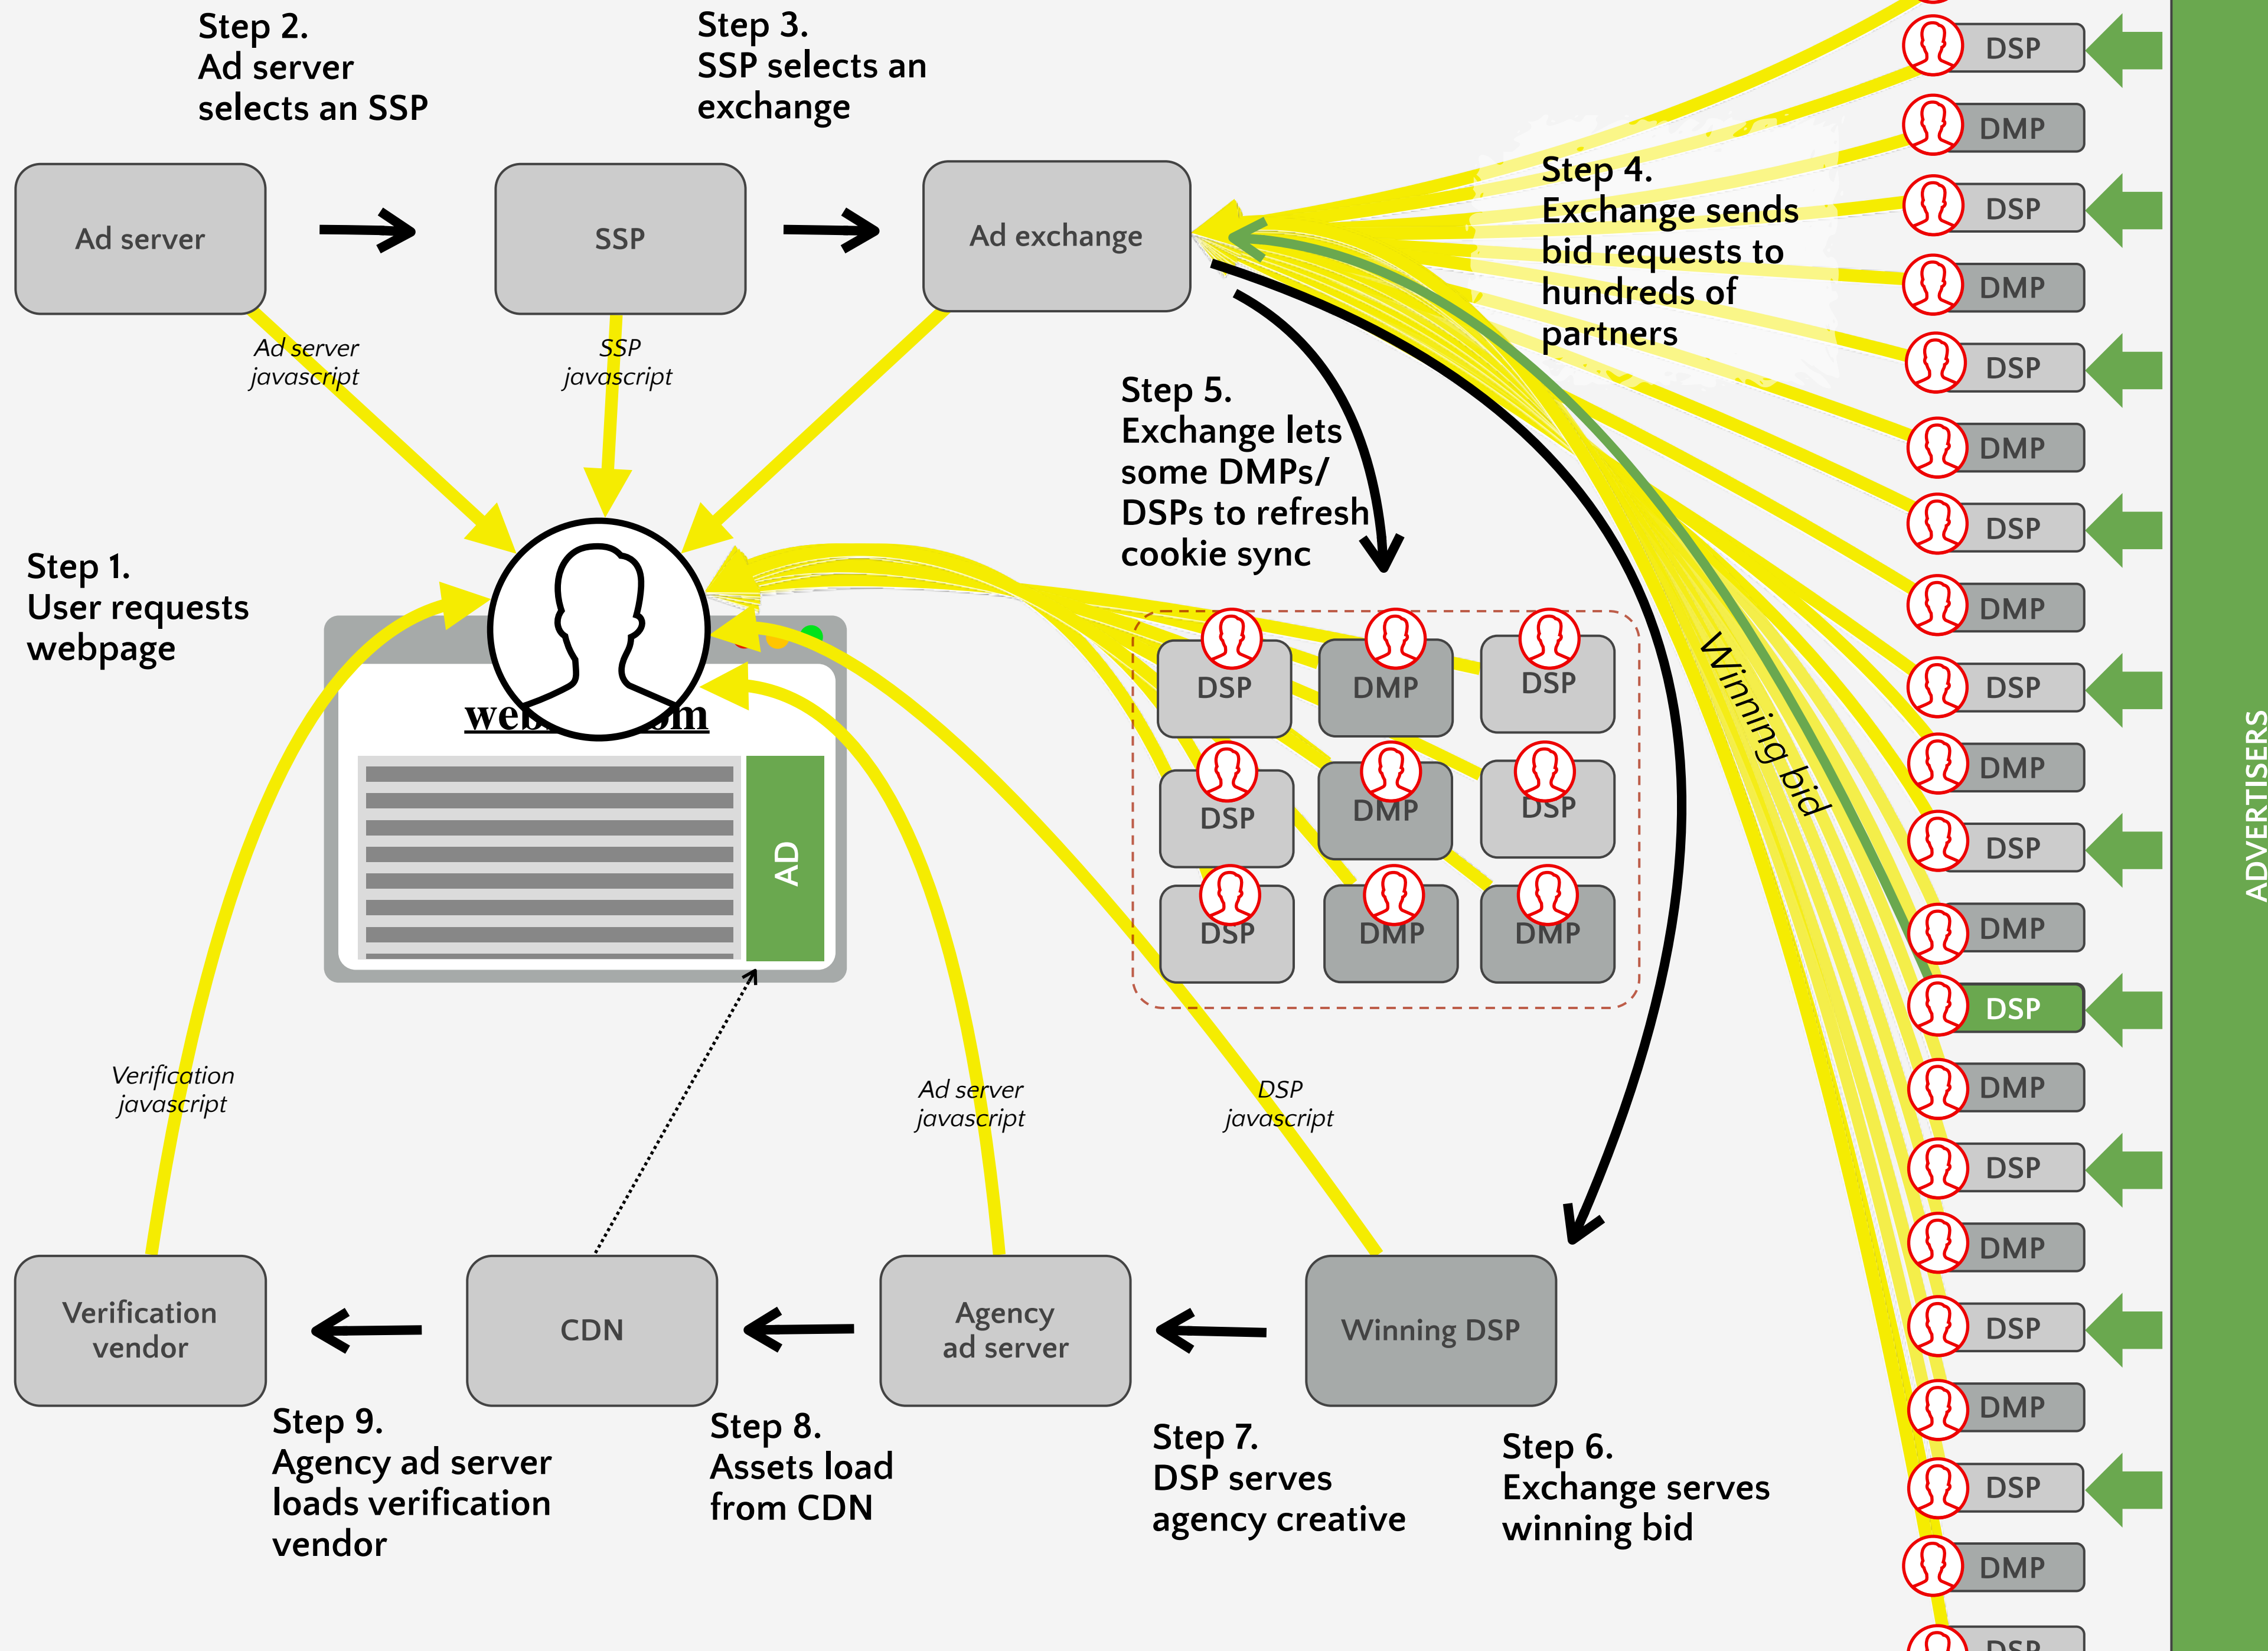 Step 2.
Ad server
selects an SSP
Step 3.
SSP selects an
exchange
Ad server
SSP
Ad exchange
Step 4.
Exchange sends
bid requests to
hundreds of
partners
Ad server
javascript
SSP
javascript
Step 5.
Exchange lets
some DMPs/
DSPs to refresh
cookie sync
Step 1.
User requests
webpage
AD
DSP
DMP
DSP
DSP
DMP
DSP
DSP
DMP
DMP
Winning bid
Verification
javascript
Ad server
javascript
DSP
javascript
Verification
vendor
CDN
Agency
ad server
Winning DSP
Step 9.
Agency ad server
loads verification
vendor
Step 8.
Assets load
from CDN
Step 7.
DSP serves
agency creative
Step 6.
Exchange serves
winning bid
DSP
DMP
DSP
DMP
DSP
DMP
DSP
DMP
DSP
DMP
DSP
DMP
DSP
DMP
DSP
DMP
DSP
DMP
DSP
DMP
DSP
ADVERTISERS